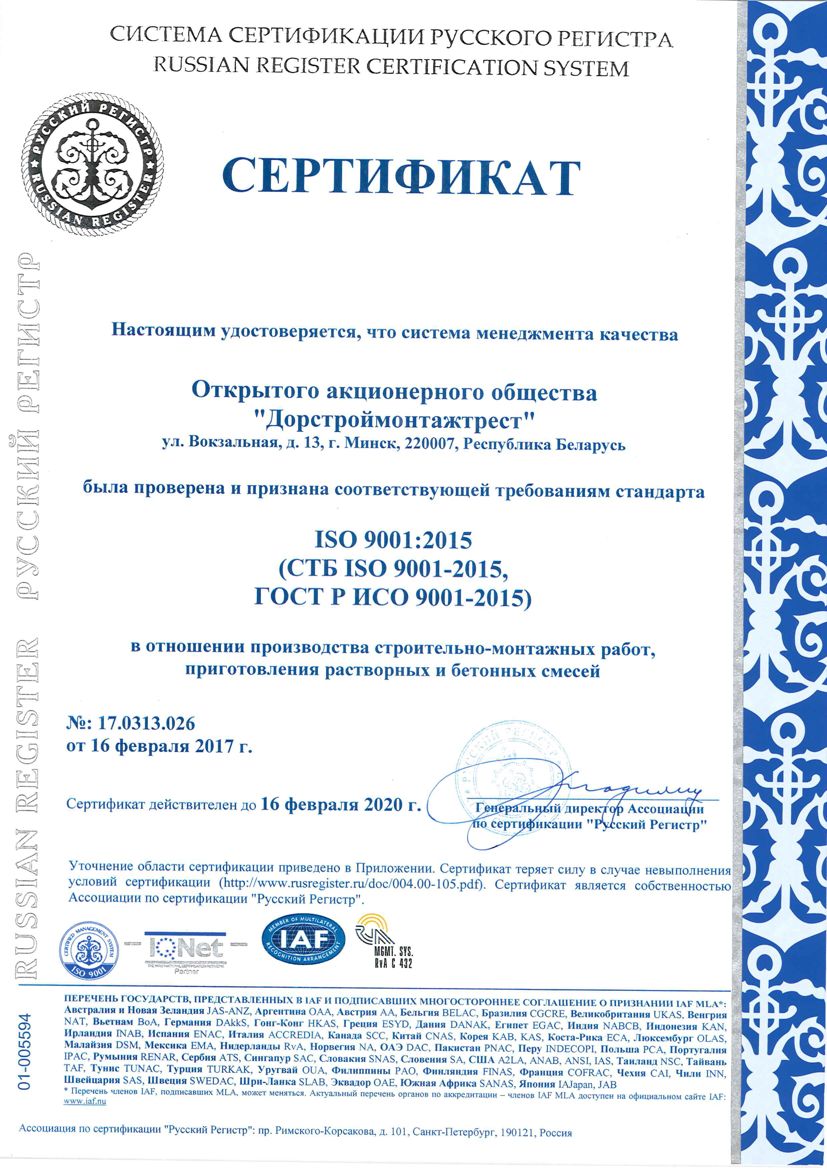 СИСТЕМА СЕРТИФИКАЦИИ РУССКОГО РЕГИСТРА
RUSSIAN REGISTER CERTIFICATION SYSTEM
РУССКИЙ РЕГИСТР
RUSSIAN REGISTER
СЕРТИФИКАТ
Настоящим удостоверяется, что система менеджмента качества
Открытого акционерного общества
"Дорстроймонтажтрест"
ул. Вокзальная, д. 13, г. Минск, 220007, Республика Беларусь
была проверена и признана соответствующей требованиям стандарта
ISO 9001:2015
(СТБ ISO 9001-2015,
ГОСТ Р ИСО 9001-2015)
в отношении производства строительно-монтажных работ,
приготовления растворных и бетонных смесей
№: 17.0313.026
от 16 февраля 2017 г.
Сертификат действителен до 16 февраля 2020 г.
Генеральный директор Ассоциации
по сертификации "Русский Регистр"
Уточнение области сертификации приведено в Приложении. Сертификат теряет силу в случае невыполнения
условий сертификации (http://www.rusregister.ru/doc/004.00-105.pdf). Сертификат является собственностью
Ассоциации по сертификации "Русский Регистр".
CERTIFIED MANAGEMENT SYSTEM
ISO 9001
IQNet
Partner
MEMBER OF MULTILATERAL
IAF
RECOGNITION ARRANGEMENT
MGMT. SYS.
RvA C 432
ПЕРЕЧЕНЬ ГОСУДАРСТВ, ПРЕДСТАВЛЕННЫХ В IAF И ПОДПИСАВШИХ МНОГОСТОРОННЕЕ СОГЛАШЕНИЕ О ПРИЗНАНИИ IAF MLA*:
Австралия и Новая Зеландия JAS-ANZ, Аргентина OAA, Австрия AA, Бельгия BELAC, Бразилия CGCRE, Великобритания UKAS, Венгрия
NAT, Вьетнам BoA, Германия DAkkS, Гонг-Конг HKAS, Греция ESYD, Дания DANAK, Египет EGAC, Индия NABCB, Индонезия KAN,
Ирландия INAB, Испания ENAC, Италия ACCREDIA, Канада SCC, Китай CNAS, Корея KAB, KAS, Коста-Рика ECA, Люксембург OLAS,
Малайзия DSM, Мексика EMA, Нидерланды RvA, Норвегия NA, ОАЭ DAC, Пакистан PNAC, Перу INDECOPI, Польша PCA, Португалия
IPAC, Румыния RENAR, Сербия ATS, Сингапур SAC, Словакия SNAS, Словения SA, США A2LA, ANAB, ANSI, IAS, Таиланд NSC, Тайвань
TAF, Тунис TUNAC, Турция TURKAK, Уругвай OUA, Филиппины PAO, Финляндия FINAS, Франция COFRAC, Чехия CAI, Чили INN,
Швейцария SAS, Швеция SWEDAC, Шри-Ланка SLAB, Эквадор OAE, Южная Африка SANAS, Япония IAJapan, JAB
* Перечень членов IAF, подписавших MLA, может меняться. Актуальный перечень органов по аккредитации – членов IAF MLA доступен на официальном сайте IAF:
www.iaf.nu
Ассоциация по сертификации "Русский Регистр": пр. Римского-Корсакова, д. 101, Санкт-Петербург, 190121, Россия
RUSSIAN REGISTER РУССКИЙ РЕГИСТР
01-005594